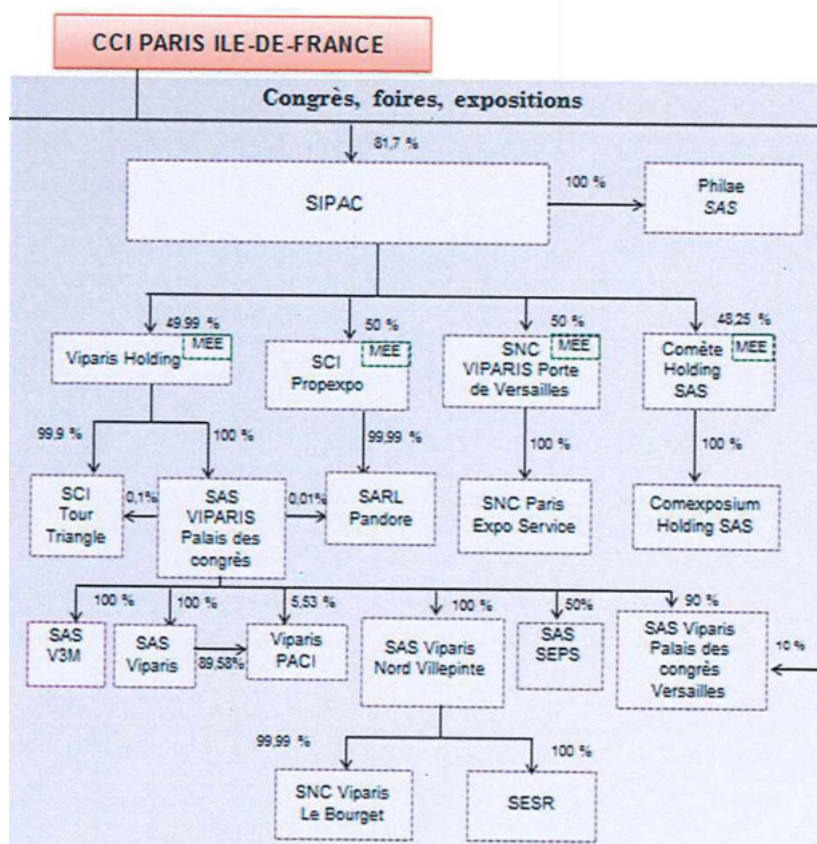 CCI PARIS ILE-DE-FRANCE
Congrès, foires, expositions
81,7 %
SIPAC
100 %
Philae
SAS
49,99 %
Viparis Holding
MEE
50 %
SCI
Propexpo
MEE
50 %
SNC
VIPARIS Porte
de Versailles
MEE
48,25 %
Comète
Holding
SAS
MEE
99,9 %
100 %
99,99 %
100 %
100 %
SCI
Tour
Triangle
0,1%
SAS
VIPARIS
Palais des
congrès
0,01%
SARL
Pandore
SNC Paris
Expo Service
Comexposium
Holding SAS
100 %
100 %
5,53 %
100 %
50%
90 %
SAS
V3M
SAS
Viparis
89,58%
Viparis
PACI
SAS Viparis
Nord Villepinte
SAS
SEPS
SAS Viparis
Palais des
congrès
Versailles
10 %
99,99 %
100 %
SNC Viparis
Le Bourget
SESR